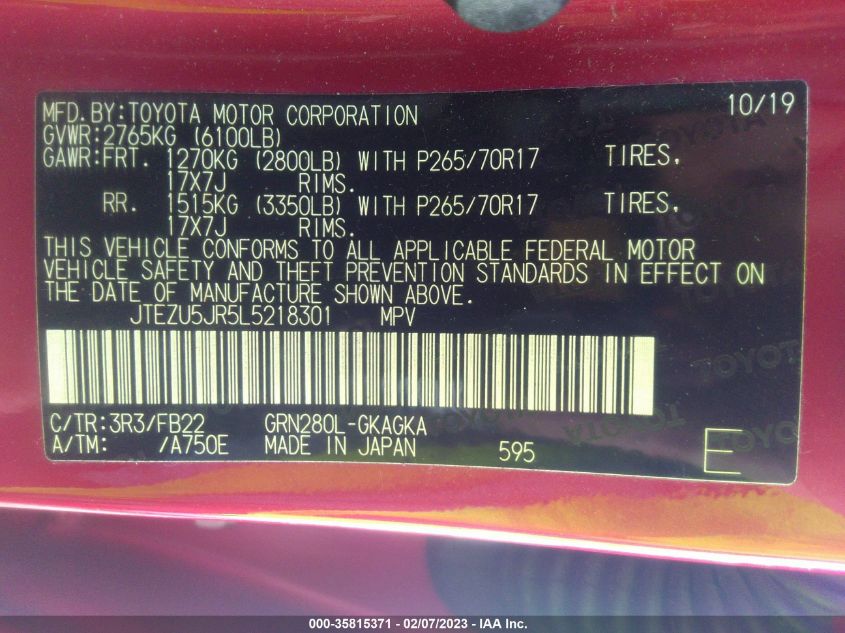 MFD.BY:TOYOTA MOTOR CORPORATION 10/19
GVWR:2765KG (6100LB)
GAWR:FRT. 1270KG (2800LB) WITH P265/70R17 TIRES,
17X7J RIMS.
RR. 1515KG (3350LB) WITH P265/70R17 TIRES,
17X7J RIMS.
THIS VEHICLE CONFORMS TO ALL APPLICABLE FEDERAL MOTOR
VEHICLE SAFETY AND THEFT PREVENTION STANDARDS IN EFFECT ON
THE DATE OF MANUFACTURE SHOWN ABOVE.
JTEZU5JR5L5218301 MPV
C/TR:3R3/FB22 GRN280L-GKAGKA
A/TM: /A750E MADE IN JAPAN 595 E
TOYOTA
TOYOTA
000-35815371 - 02/07/2023 - IAA Inc.